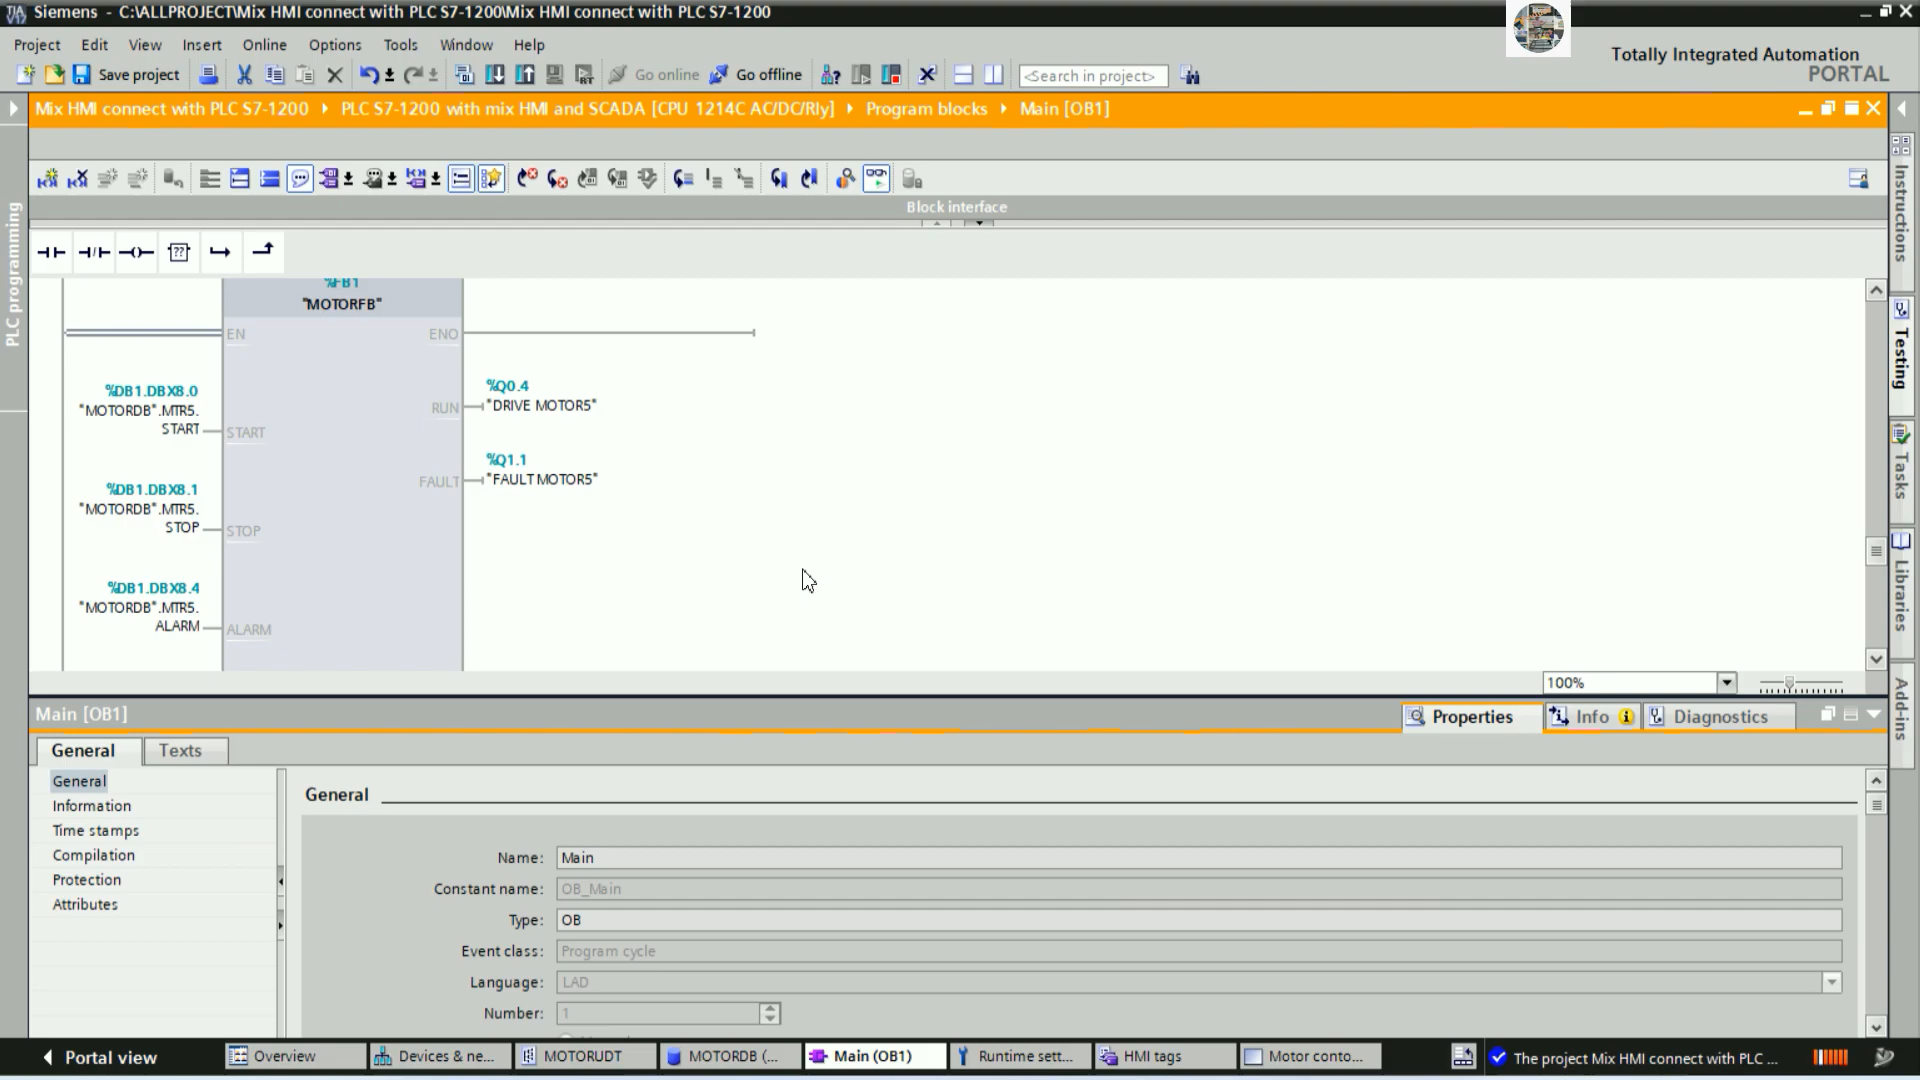 Siemens - C:\ALLPROJECT\Mix HMI connect with PLC S7-1200\Mix HMI connect with PLC S7-1200
Project Edit View Insert Online Options Tools Window Help
Totally Integrated Automation
PORTAL
Save project Go online Go offline <Search in project>
Mix HMI connect with PLC S7-1200 PLC S7-1200 with mix HMI and SCADA [CPU 1214C AC/DC/Rly] Program blocks Main [OB1]
Block interface
PLC programming
Instructions
Testing
Tasks
Libraries
Add-ins
%FB1
"MOTORFB"
EN ENO
%DB1.DBX8.0
"MOTORDB".MTR5.
START START
%Q0.4
RUN "DRIVE MOTOR5"
%Q1.1
FAULT "FAULT MOTOR5"
%DB1.DBX8.1
"MOTORDB".MTR5.
STOP STOP
%DB1.DBX8.4
"MOTORDB".MTR5.
ALARM ALARM
100%
Main [OB1]
Properties Info Diagnostics
General Texts
General
Information
Time stamps
Compilation
Protection
Attributes
General
Name: Main
Constant name: OB_Main
Type: OB
Event class: Program cycle
Language: LAD
Number: 1
Portal view Overview Devices & ne... MOTORUDT MOTORDB (... Main (OB1) Runtime sett... HMI tags Motor conto... The project Mix HMI connect with PLC ...